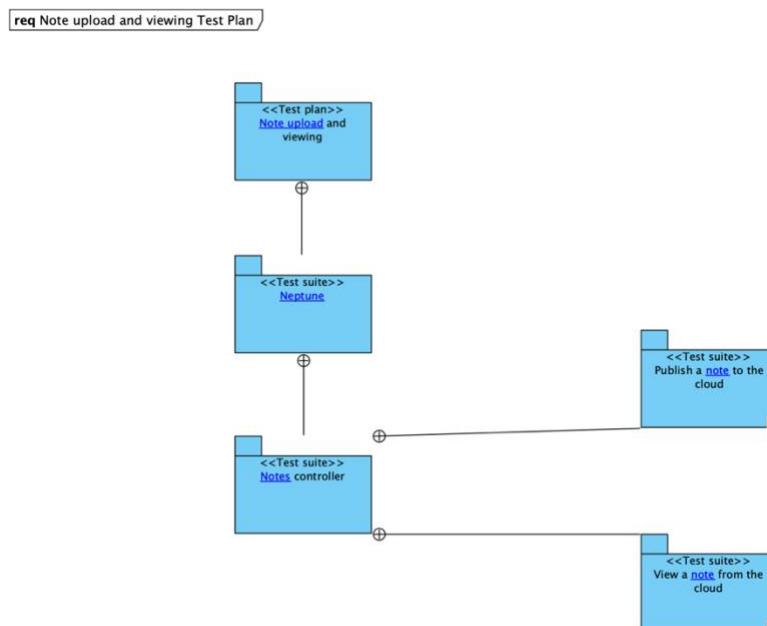 req Note upload and viewing Test Plan
<<Test plan>>
Note upload and
viewing
<<Test suite>>
Neptune
<<Test suite>>
Publish a note to the
cloud
<<Test suite>>
Notes controller
<<Test suite>>
View a note from the
cloud